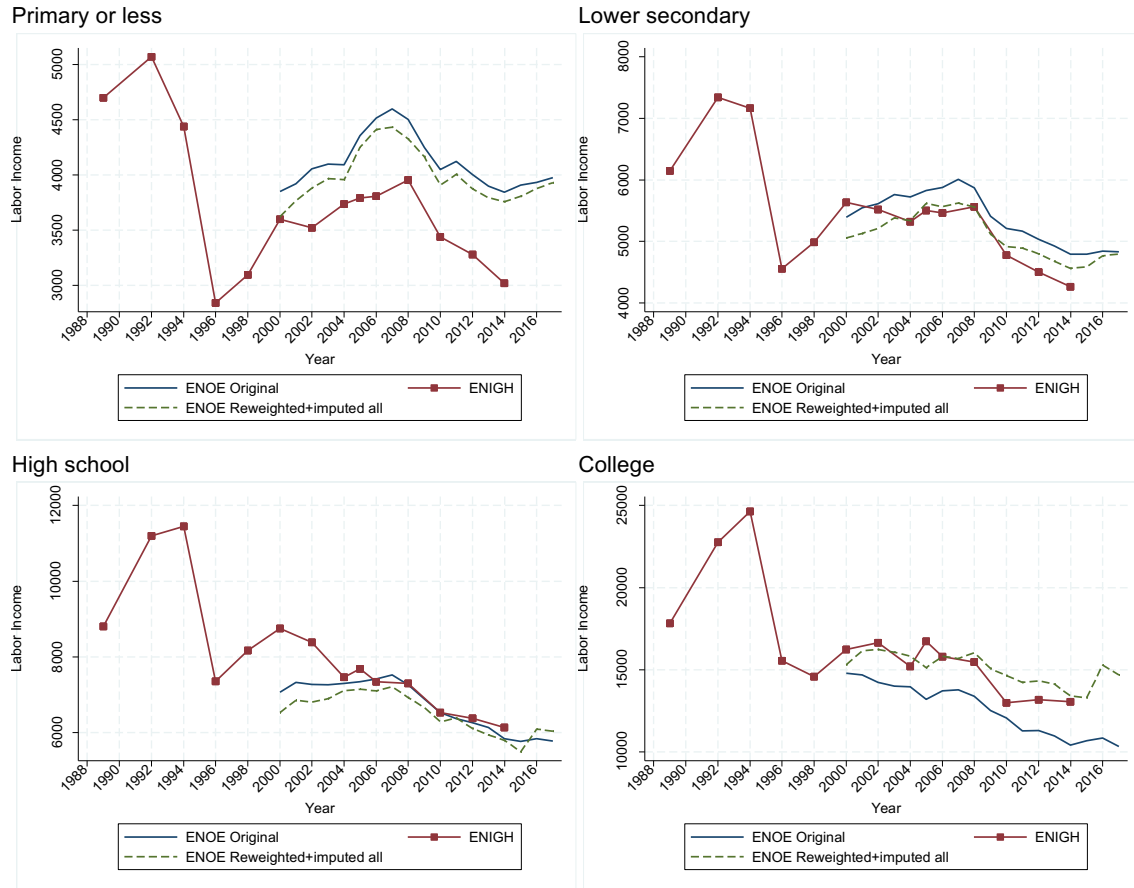 Primary or less
Labor Income
5000
4500
4000
3500
3000
1988 1990 1992 1994 1996 1998 2000 2002 2004 2006 2008 2010 2012 2014 2016
Year
ENOE Original ENIGH
ENOE Reweighted+imputed all
Lower secondary
Labor Income
8000
7000
6000
5000
4000
1988 1990 1992 1994 1996 1998 2000 2002 2004 2006 2008 2010 2012 2014 2016
Year
ENOE Original ENIGH
ENOE Reweighted+imputed all
High school
Labor Income
12000
10000
8000
6000
1988 1990 1992 1994 1996 1998 2000 2002 2004 2006 2008 2010 2012 2014 2016
Year
ENOE Original ENIGH
ENOE Reweighted+imputed all
College
Labor Income
25000
20000
15000
10000
1988 1990 1992 1994 1996 1998 2000 2002 2004 2006 2008 2010 2012 2014 2016
Year
ENOE Original ENIGH
ENOE Reweighted+imputed all